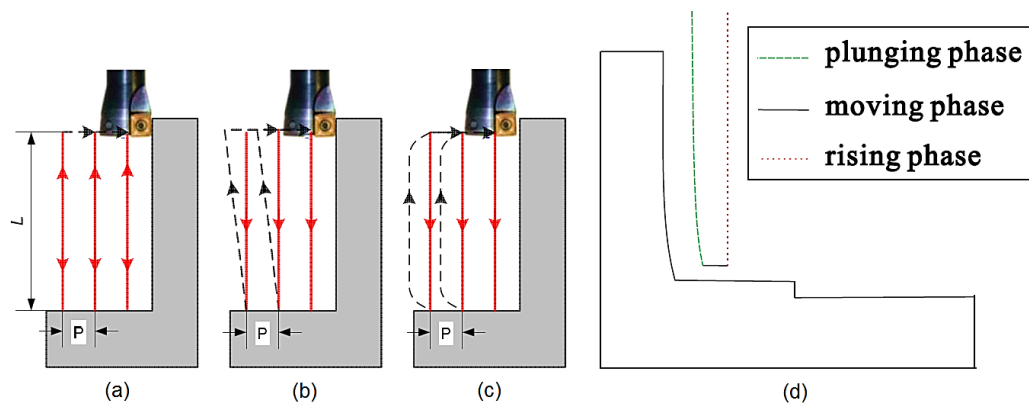 L
P
P
P
(a)
(b)
(c)
plunging phase
moving phase
rising phase
(d)